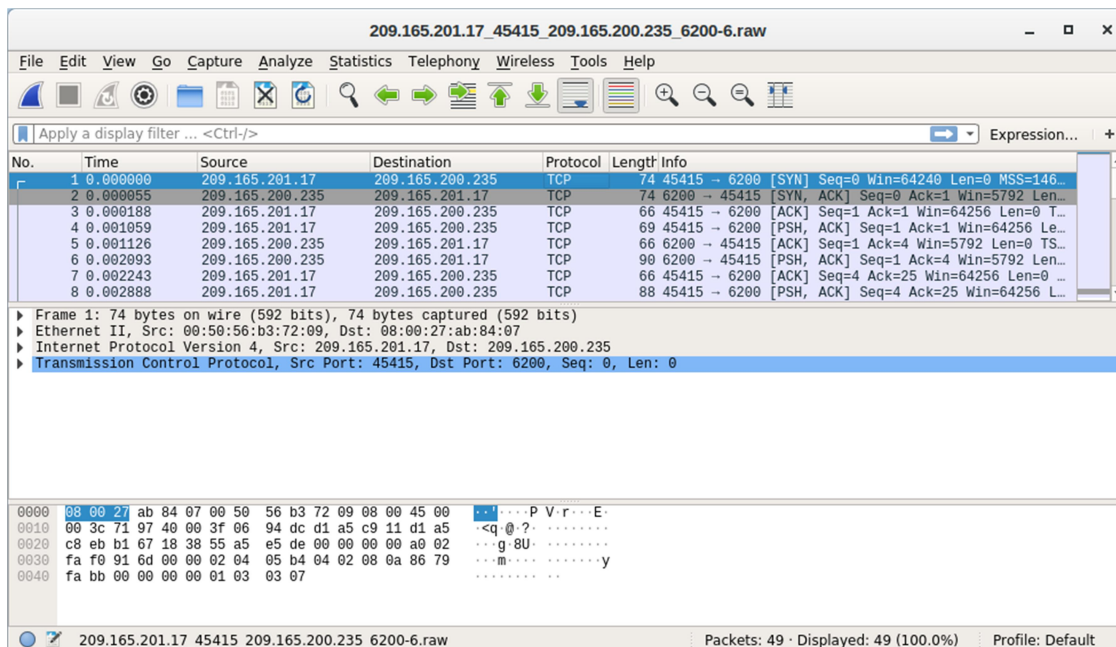 209.165.201.17_45415_209.165.200.235_6200-6.raw
File Edit View Go Capture Analyze Statistics Telephony Wireless Tools Help
Apply a display filter ... <Ctrl-/> Expression... +
No. Time Source Destination Protocol Length Info
1 0.000000 209.165.201.17 209.165.200.235 TCP 74 45415 → 6200 [SYN] Seq=0 Win=64240 Len=0 MSS=146…
2 0.000055 209.165.200.235 209.165.201.17 TCP 74 6200 → 45415 [SYN, ACK] Seq=0 Ack=1 Win=5792 Len…
3 0.000188 209.165.201.17 209.165.200.235 TCP 66 45415 → 6200 [ACK] Seq=1 Ack=1 Win=64256 Len=0 T…
4 0.001059 209.165.201.17 209.165.200.235 TCP 69 45415 → 6200 [PSH, ACK] Seq=1 Ack=1 Win=64256 Le…
5 0.001126 209.165.200.235 209.165.201.17 TCP 66 6200 → 45415 [ACK] Seq=1 Ack=4 Win=5792 Len=0 TS…
6 0.002093 209.165.200.235 209.165.201.17 TCP 90 6200 → 45415 [PSH, ACK] Seq=1 Ack=4 Win=5792 Len…
7 0.002243 209.165.201.17 209.165.200.235 TCP 66 45415 → 6200 [ACK] Seq=4 Ack=25 Win=64256 Len=0 …
8 0.002888 209.165.201.17 209.165.200.235 TCP 88 45415 → 6200 [PSH, ACK] Seq=4 Ack=25 Win=64256 L…
Frame 1: 74 bytes on wire (592 bits), 74 bytes captured (592 bits)
Ethernet II, Src: 00:50:56:b3:72:09, Dst: 08:00:27:ab:84:07
Internet Protocol Version 4, Src: 209.165.201.17, Dst: 209.165.200.235
Transmission Control Protocol, Src Port: 45415, Dst Port: 6200, Seq: 0, Len: 0
0000 08 00 27 ab 84 07 00 50 56 b3 72 09 08 00 45 00 ··'····P V·r···E·
0010 00 3c 71 97 40 00 3f 06 94 dc d1 a5 c9 11 d1 a5 ·<q·@·?· ········
0020 c8 eb b1 67 18 38 55 a5 e5 de 00 00 00 00 a0 02 ···g·8U· ········
0030 fa f0 91 6d 00 00 02 04 05 b4 04 02 08 0a 86 79 ···m···· ·······y
0040 fa bb 00 00 00 00 01 03 03 07 ········ ··
209.165.201.17_45415_209.165.200.235_6200-6.raw Packets: 49 · Displayed: 49 (100.0%) Profile: Default